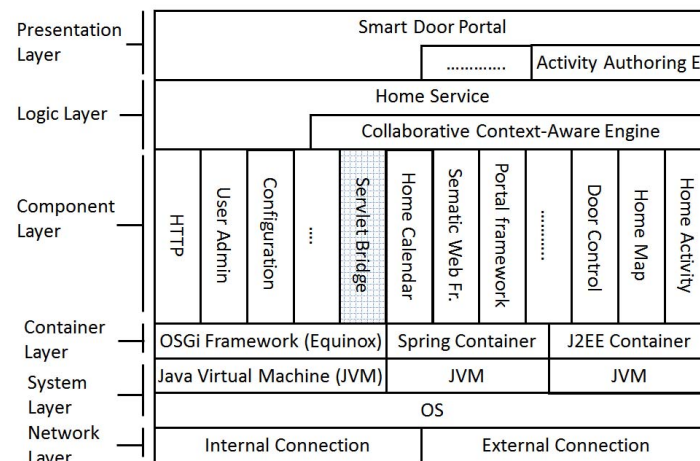 Presentation
Layer
Smart Door Portal
.............
Activity Authoring E
Logic Layer
Home Service
Collaborative Context-Aware Engine
Component
Layer
HTTP
User Admin
Configuration
....
Servlet Bridge
Home Calendar
Sematic Web Fr.
Portal framework
...........
Door Control
Home Map
Home Activity
Container
Layer
OSGi Framework (Equinox)
Spring Container
J2EE Container
System
Layer
Java Virtual Machine (JVM)
JVM
JVM
OS
Network
Layer
Internal Connection
External Connection